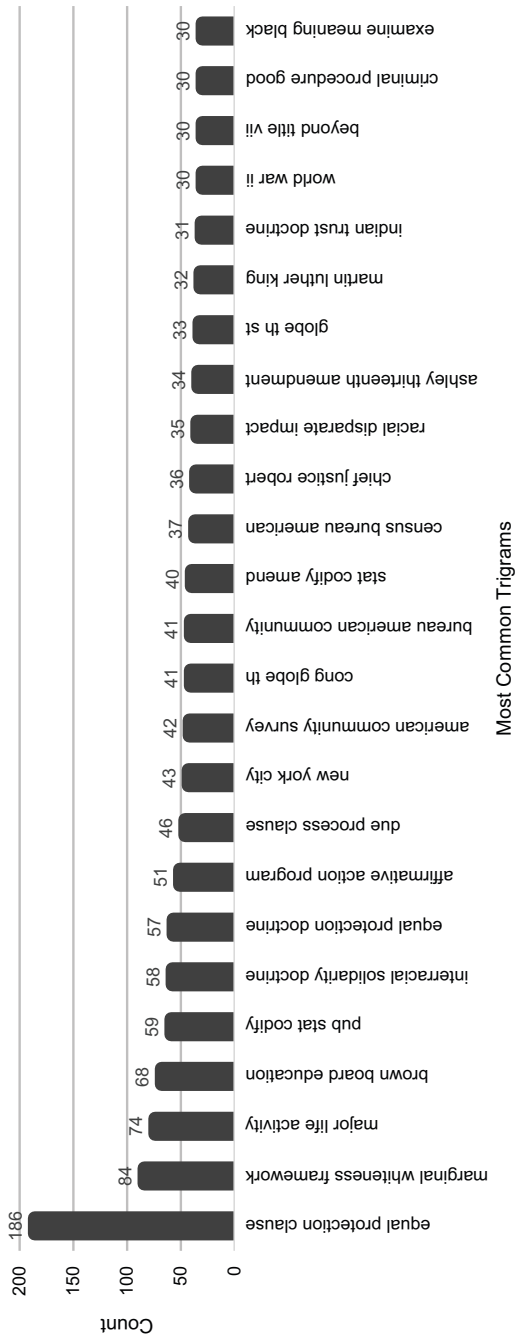 Count
200
150
100
50
0
186
84
74
68
59
58
57
51
46
43
42
41
41
40
37
36
35
34
33
32
31
30
30
30
30
equal protection clause
marginal whiteness framework
major life activity
brown board education
pub stat codify
interracial solidarity doctrine
equal protection doctrine
affirmative action program
due process clause
new york city
american community survey
cong globe th
bureau american community
stat codify amend
census bureau american
chief justice robert
racial disparate impact
ashley thirteenth amendment
globe th st
martin luther king
indian trust doctrine
world war ii
beyond title vii
criminal procedure good
examine meaning black
Most Common Trigrams